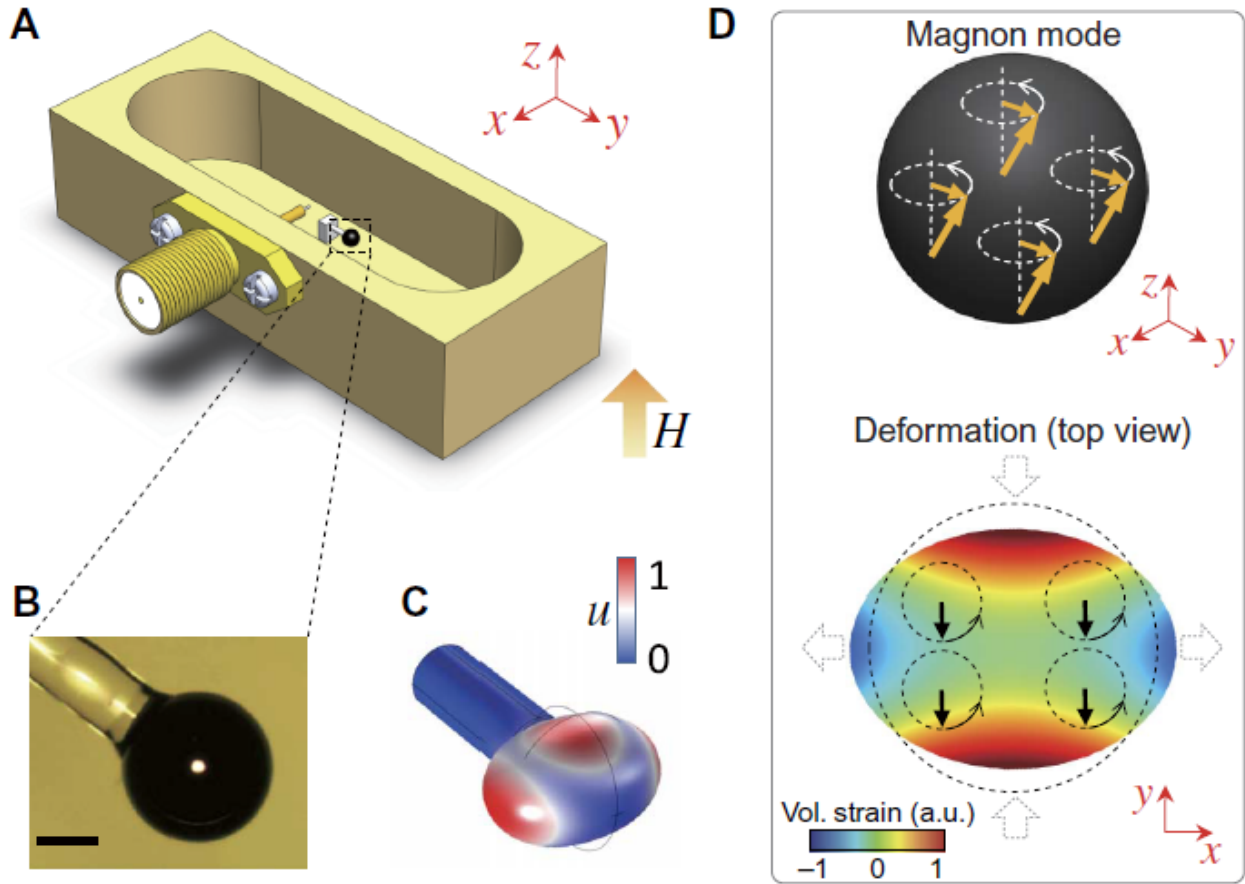 A
z
x
y
H
B
C
u
1
0
D
Magnon mode
z
x
y
Deformation (top view)
Vol. strain (a.u.)
–1 0 1
y
x